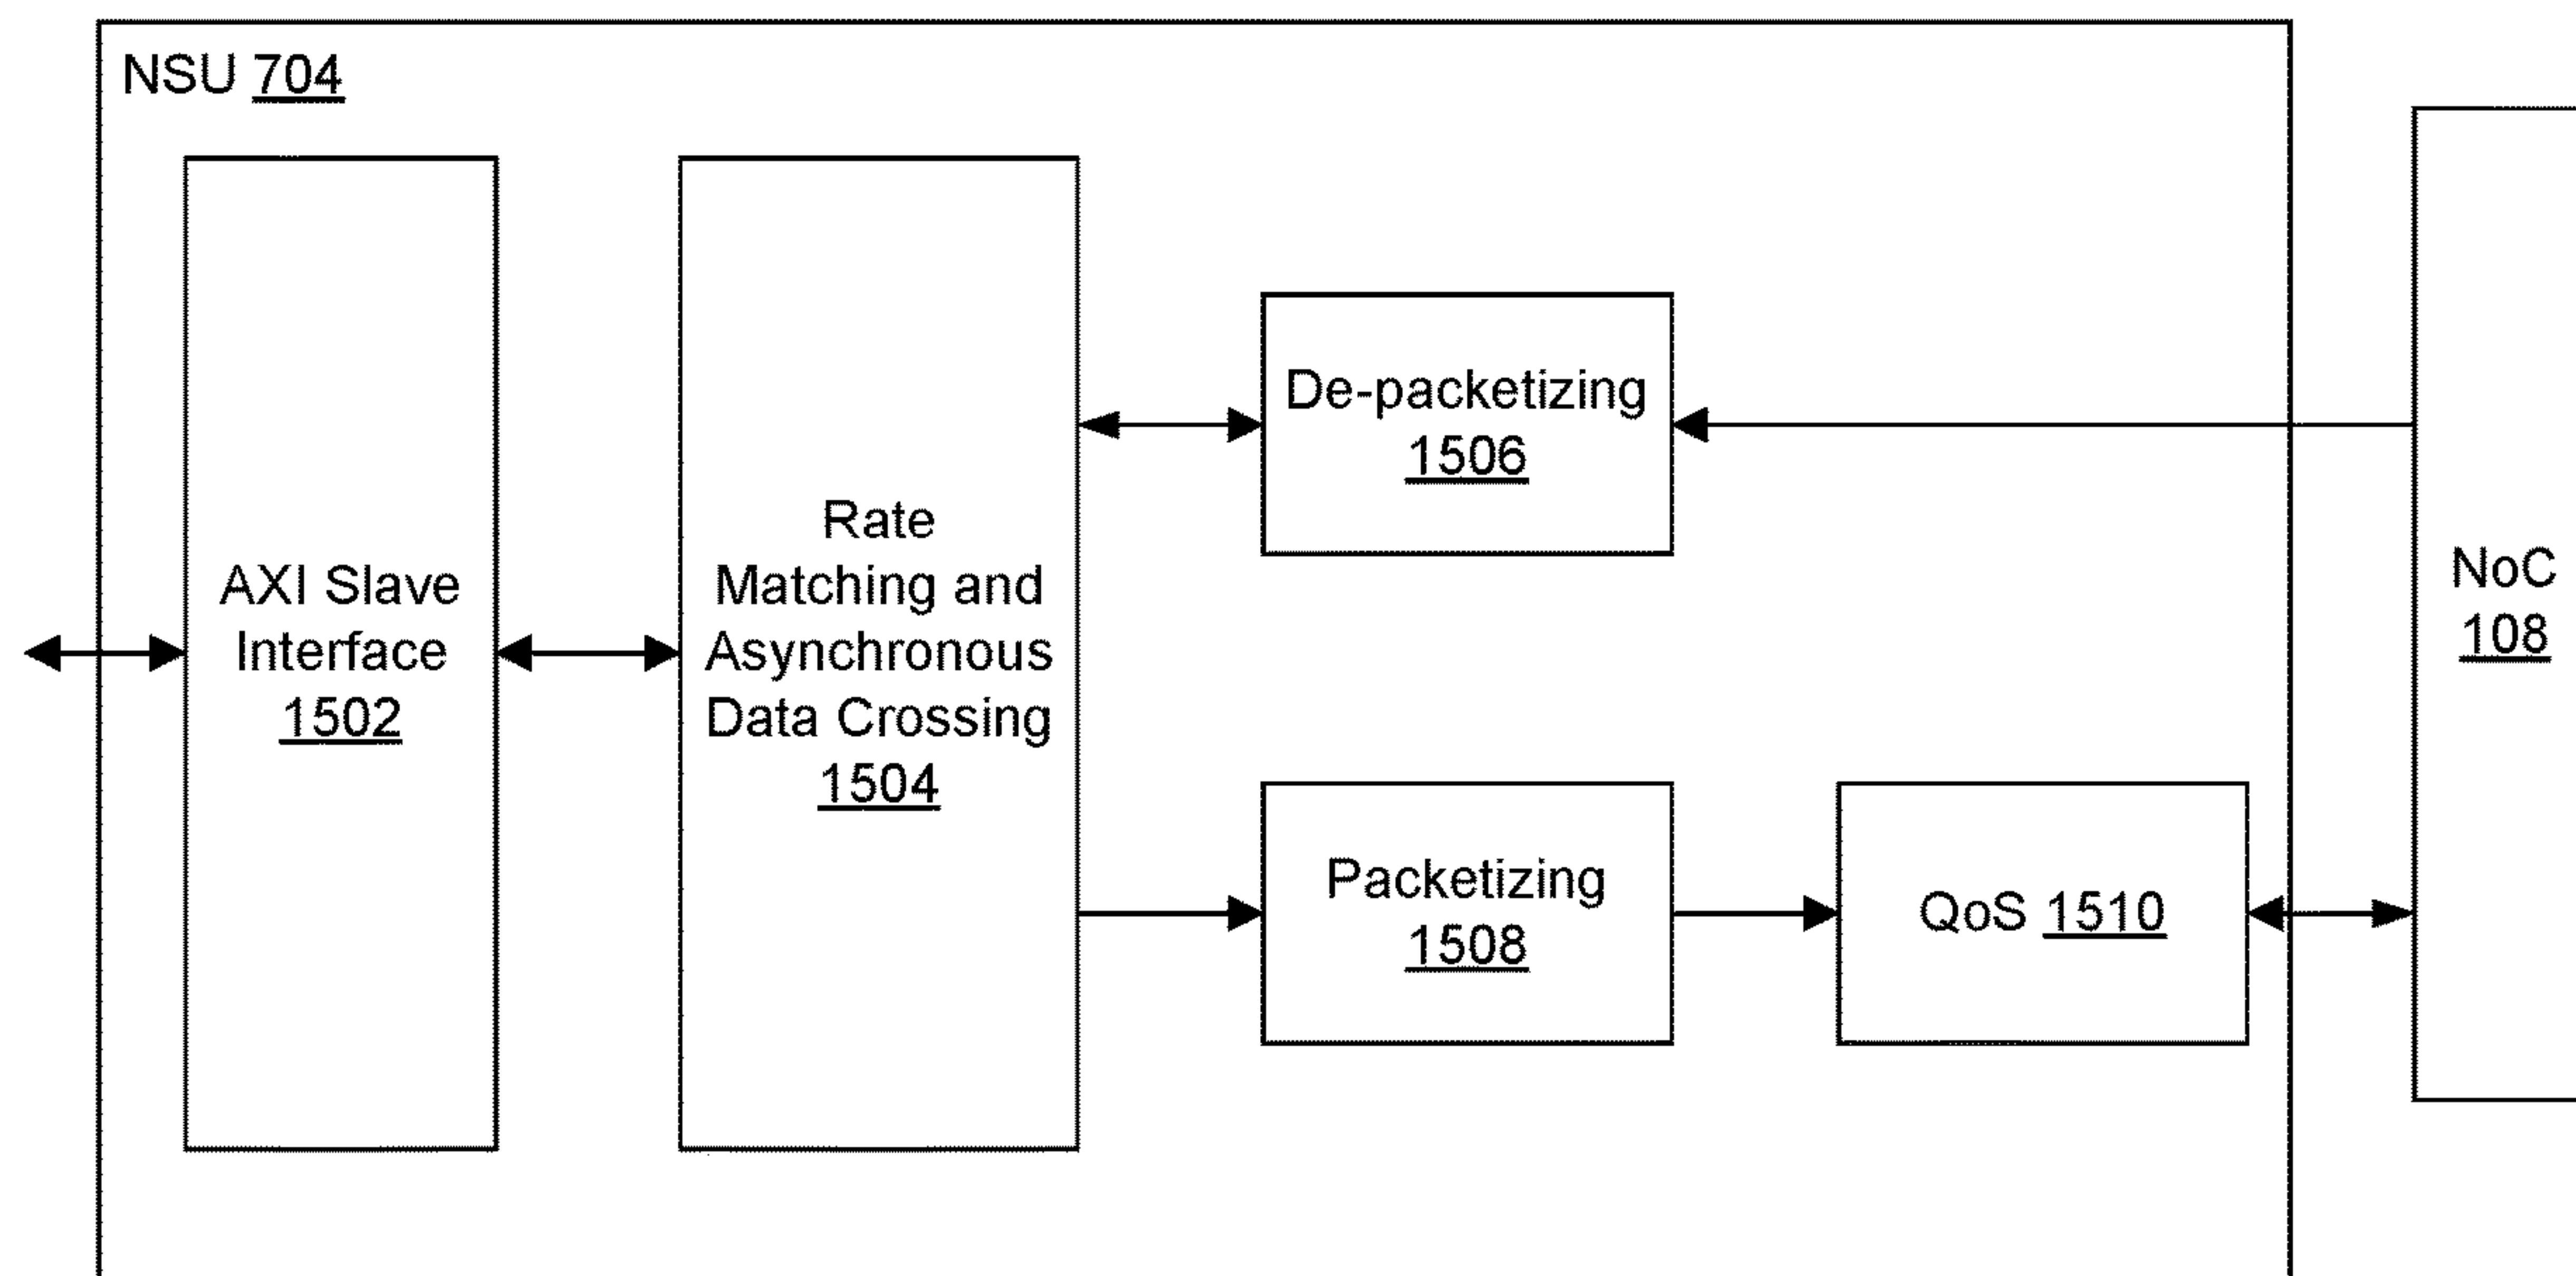 NSU 704
AXI Slave
Interface
1502
Rate
Matching and
Asynchronous
Data Crossing
1504
De-packetizing
1506
Packetizing
1508
QoS 1510
NoC
108